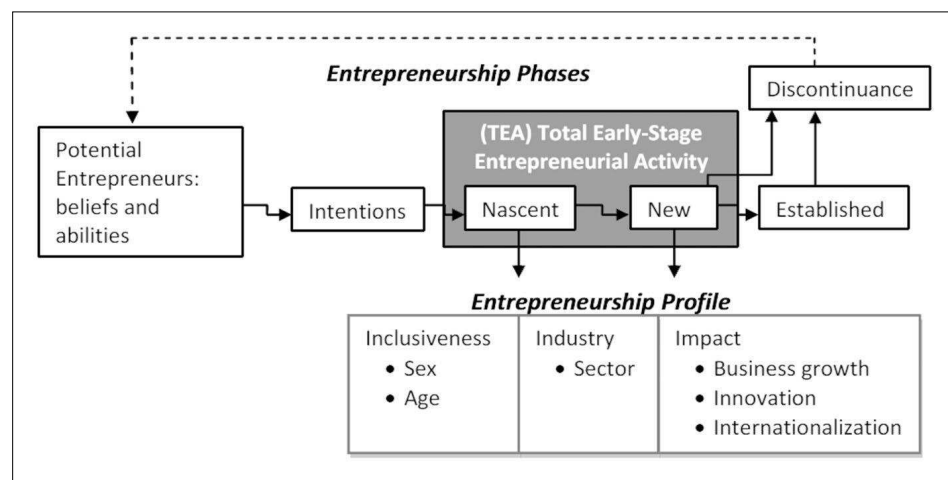 Entrepreneurship Phases
Discontinuance
(TEA) Total Early-Stage
Entrepreneurial Activity
Potential
Entrepreneurs:
beliefs and
abilities
Intentions
Nascent
New
Established
Entrepreneurship Profile
Inclusiveness
• Sex
• Age
Industry
• Sector
Impact
• Business growth
• Innovation
• Internationalization